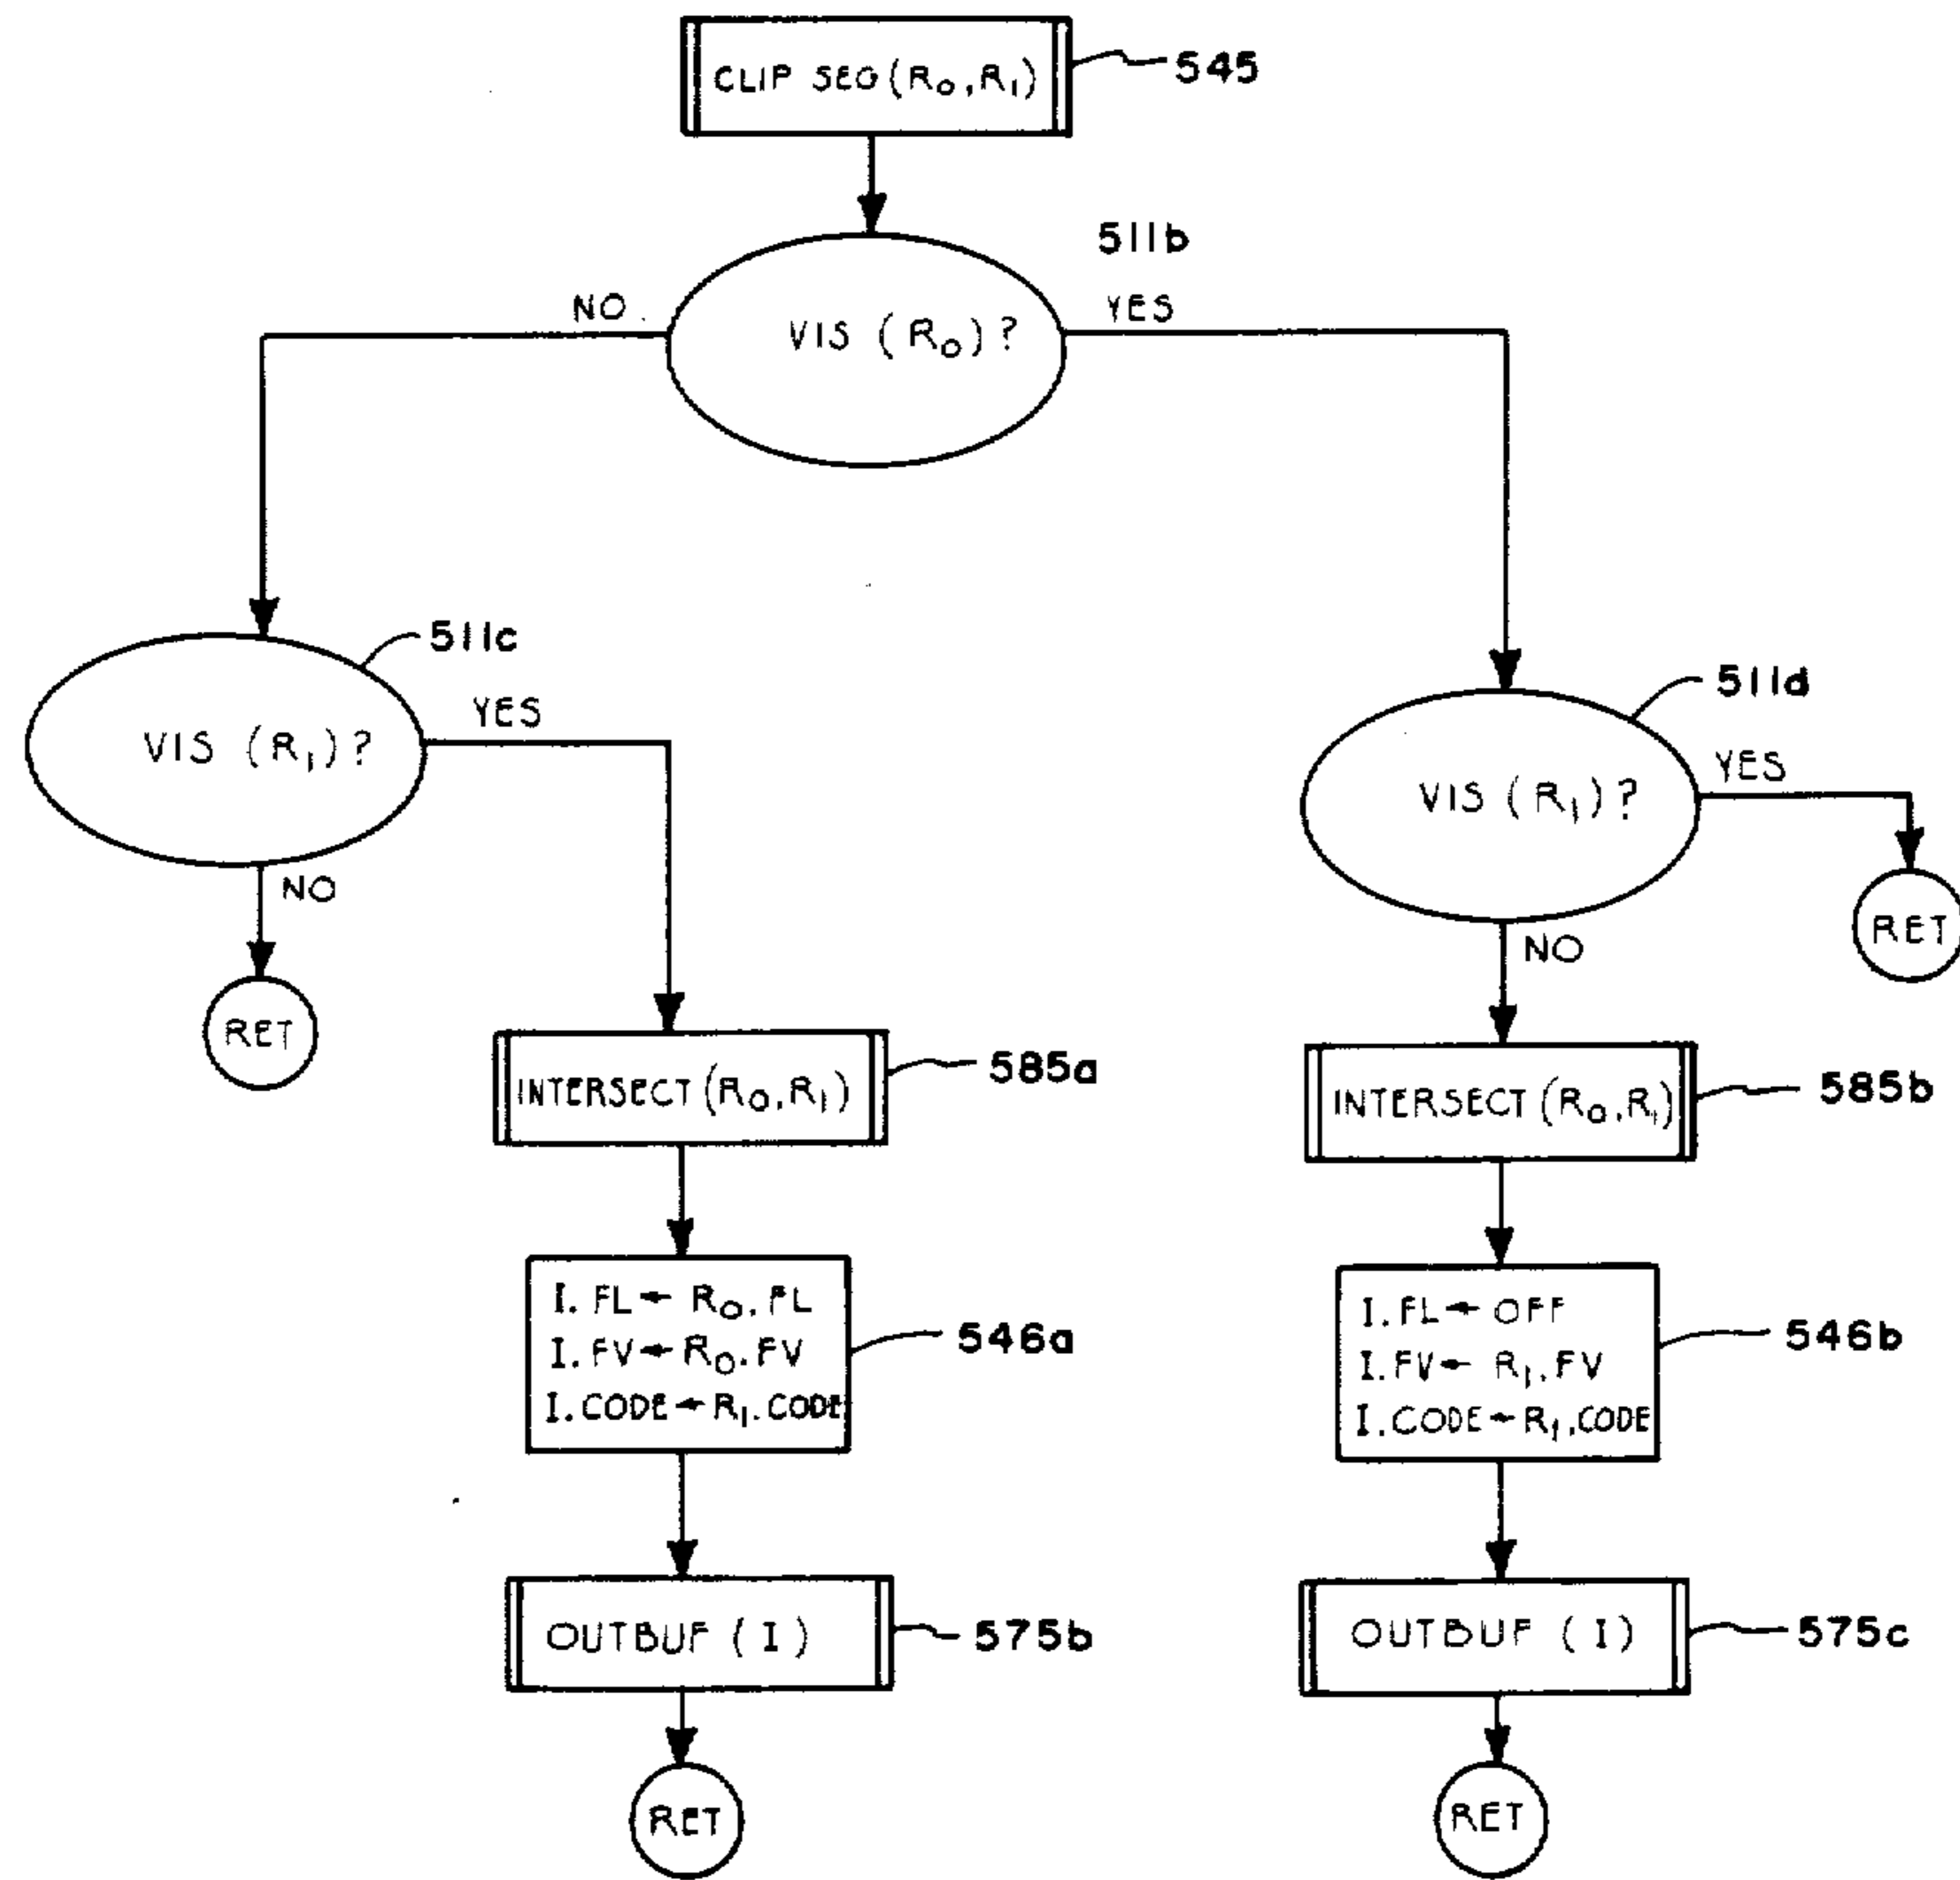 CLIP SEG (R₀, R₁)
545
511b
NO
VIS (R₀)?
YES
511c
VIS (R₁)?
YES
NO
RET
511d
VIS (R₁)?
YES
RET
NO
INTERSECT (R₀, R₁)
585a
INTERSECT (R₀, R₁)
585b
I. FL ← R₀. FL
I. FV ← R₀. FV
I. CODE ← R₁. CODE
546a
I. FL ← OFF
I. FV ← R₁. FV
I. CODE ← R₁. CODE
546b
OUTBUF (I)
575b
OUTBUF (I)
575c
RET
RET